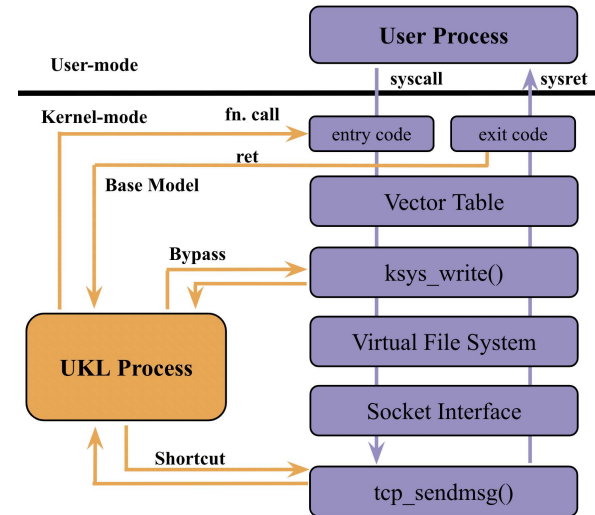 User Process
User-mode
syscall
sysret
Kernel-mode
fn. call
entry code
exit code
ret
Base Model
Vector Table
Bypass
ksys_write()
Virtual File System
UKL Process
Socket Interface
Shortcut
tcp_sendmsg()